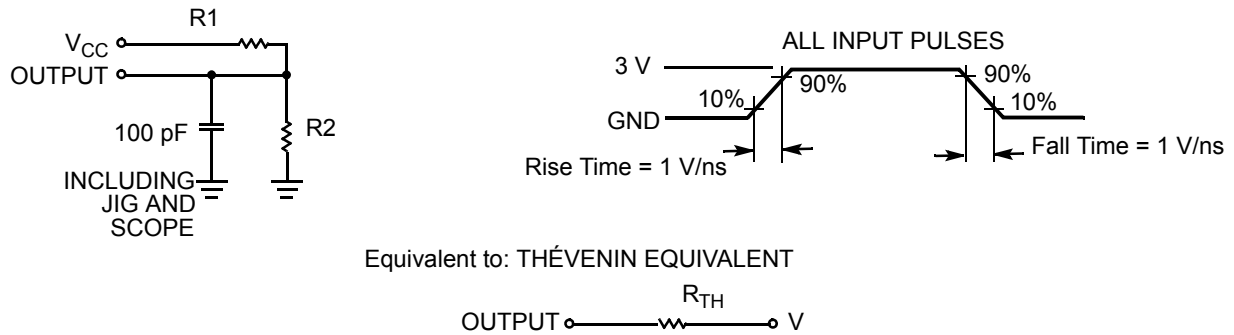 R1
V_CC
OUTPUT
100 pF
R2
INCLUDING
JIG AND
SCOPE
ALL INPUT PULSES
3 V
90%
90%
10%
10%
GND
Rise Time = 1 V/ns
Fall Time = 1 V/ns
Equivalent to: THÉVENIN EQUIVALENT
R_TH
OUTPUT
V